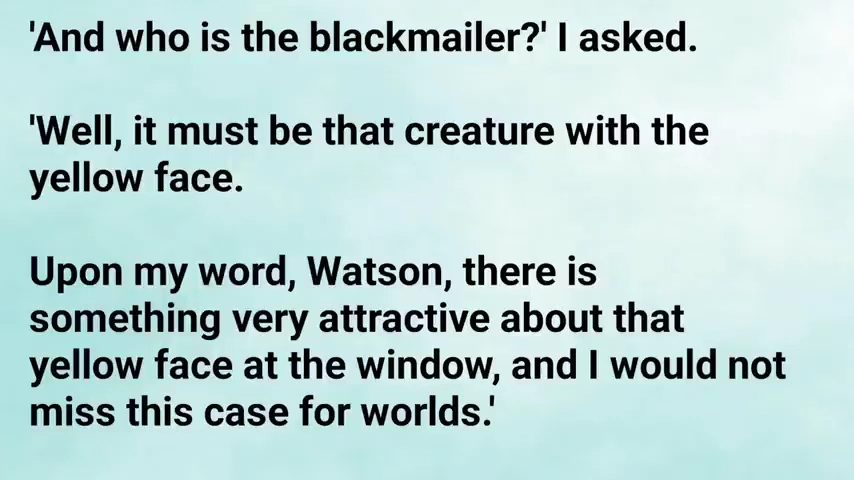 'And who is the blackmailer?' I asked.
'Well, it must be that creature with the
yellow face.
Upon my word, Watson, there is
something very attractive about that
yellow face at the window, and I would not
miss this case for worlds.'